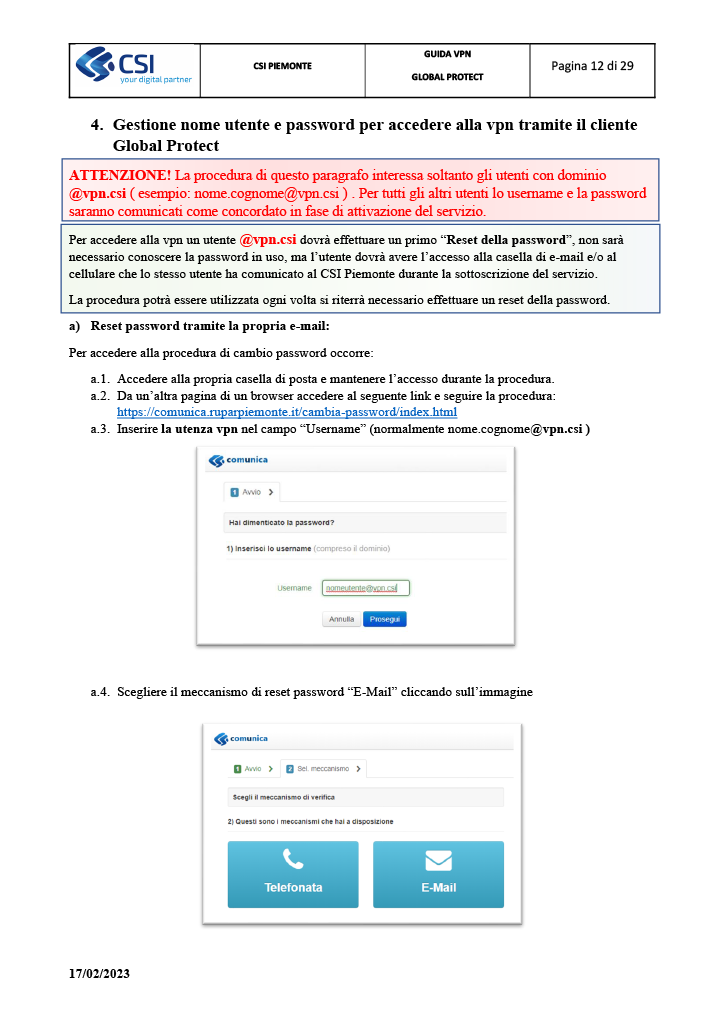 CSI
your digital partner
CSI PIEMONTE
GUIDA VPN
GLOBAL PROTECT
Pagina 12 di 29
4. Gestione nome utente e password per accedere alla vpn tramite il cliente
Global Protect
ATTENZIONE! La procedura di questo paragrafo interessa soltanto gli utenti con dominio
@vpn.csi ( esempio: nome.cognome@vpn.csi ) . Per tutti gli altri utenti lo username e la password
saranno comunicati come concordato in fase di attivazione del servizio.
Per accedere alla vpn un utente @vpn.csi dovrà effettuare un primo “Reset della password”, non sarà
necessario conoscere la password in uso, ma l’utente dovrà avere l’accesso alla casella di e-mail e/o al
cellulare che lo stesso utente ha comunicato al CSI Piemonte durante la sottoscrizione del servizio.
La procedura potrà essere utilizzata ogni volta si riterrà necessario effettuare un reset della password.
a) Reset password tramite la propria e-mail:
Per accedere alla procedura di cambio password occorre:
a.1. Accedere alla propria casella di posta e mantenere l’accesso durante la procedura.
a.2. Da un’altra pagina di un browser accedere al seguente link e seguire la procedura:
https://comunica.ruparpiemonte.it/cambia-password/index.html
a.3. Inserire la utenza vpn nel campo “Username” (normalmente nome.cognome@vpn.csi )
comunica
1 Avvio
Hai dimenticato la password?
1) Inserisci lo username (compreso il dominio)
Username nomeutente@vpn.csi
Annulla Prosegui
a.4. Scegliere il meccanismo di reset password “E-Mail” cliccando sull’immagine
comunica
1 Avvio 2 Sel. meccanismo
Scegli il meccanismo di verifica
2) Questi sono i meccanismi che hai a disposizione
Telefonata E-Mail
17/02/2023